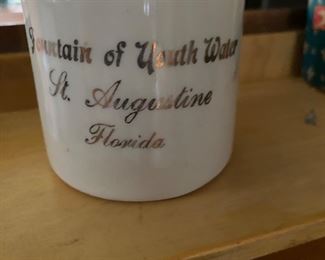 Fountain of Youth Water
St. Augustine
Florida